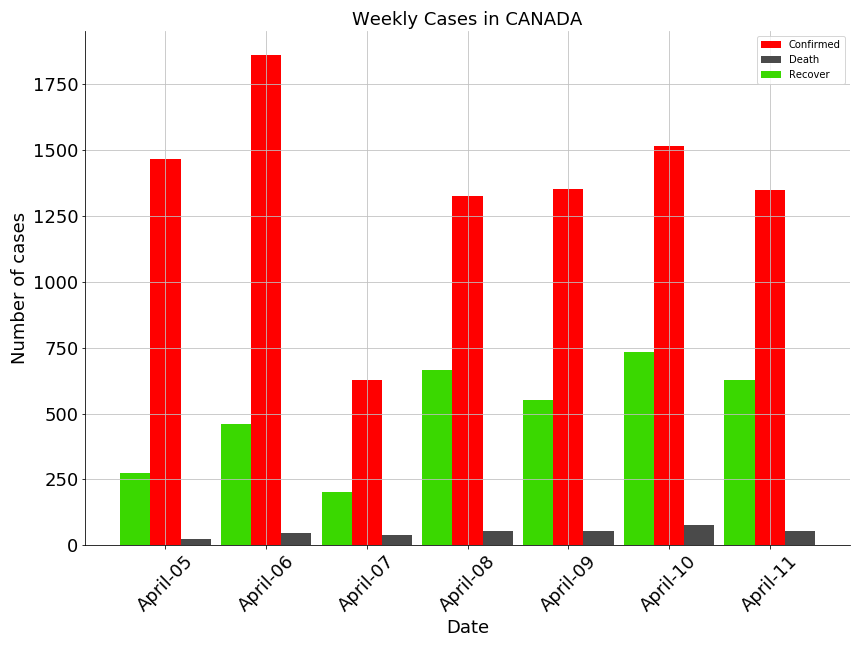 Weekly Cases in CANADA
Confirmed
Death
Recover
Number of cases
1750
1500
1250
1000
750
500
250
0
April-05
April-06
April-07
April-08
April-09
April-10
April-11
Date